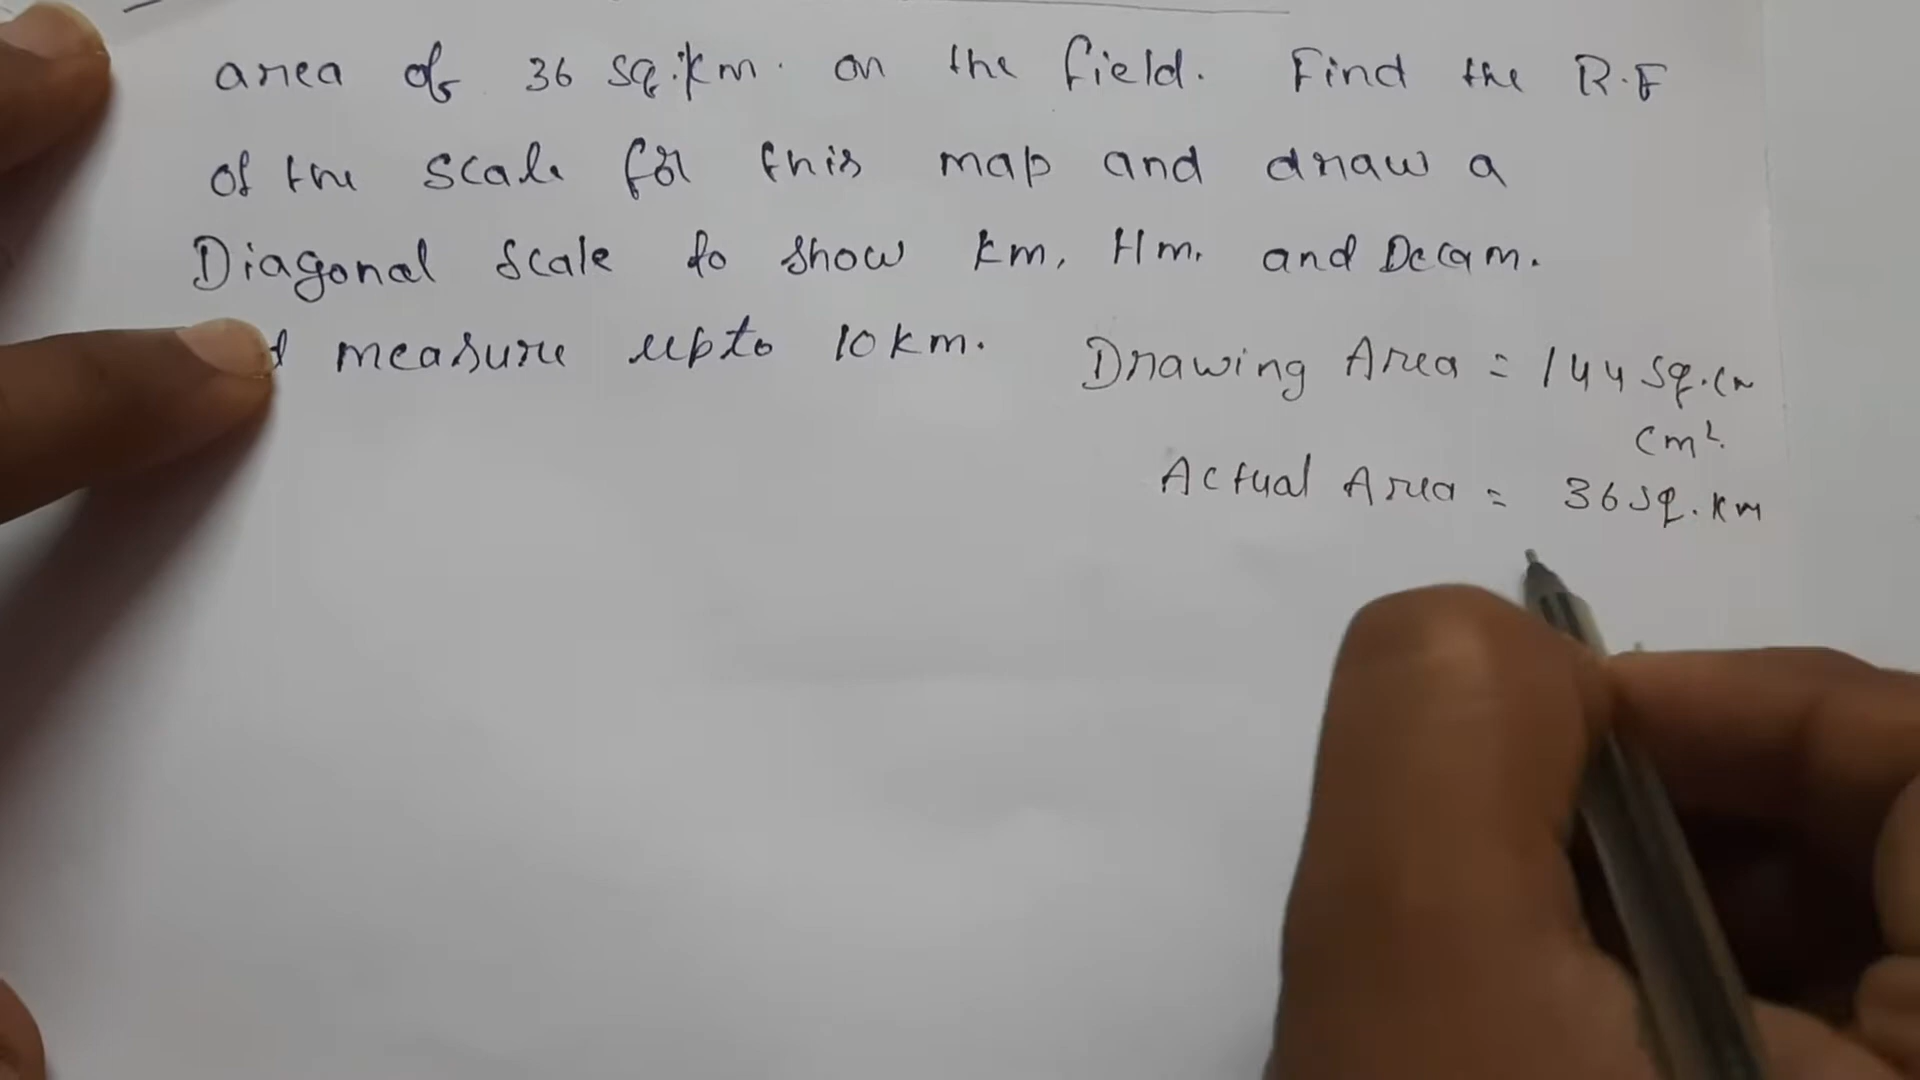 area of 36 sq.km. on the field. Find the R.F
of the scale for this map and draw a
Diagonal scale to show km, Hm. and Decam.
measure upto 10 km.
Drawing Area = 144 sq.cm
cm²
Actual Area = 36 sq.km